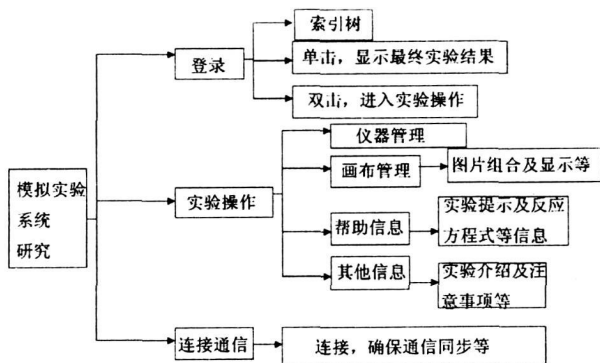 索引树
登录
单击，显示最终实验结果
双击，进入实验操作
模拟实验
系统
研究
实验操作
仪器管理
画布管理
图片组合及显示等
帮助信息
实验提示及反应
方程式等信息
其他信息
实验介绍及注
意事项等
连接通信
连接，确保通信同步等